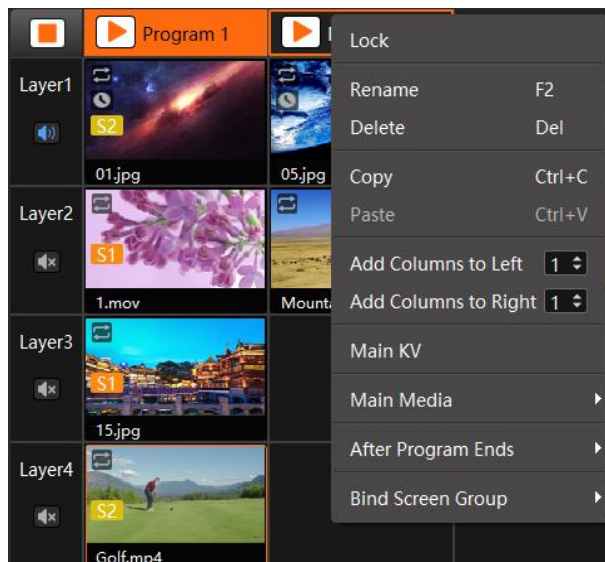 Program 1
Lock
Layer1
S2
01.jpg
05.jpg
Rename F2
Delete Del
Copy Ctrl+C
Paste Ctrl+V
Layer2
S1
1.mov
Mounta
Add Columns to Left 1
Add Columns to Right 1
Layer3
S1
15.jpg
Main KV
Main Media
After Program Ends
Bind Screen Group
Layer4
S2
Golf.mp4